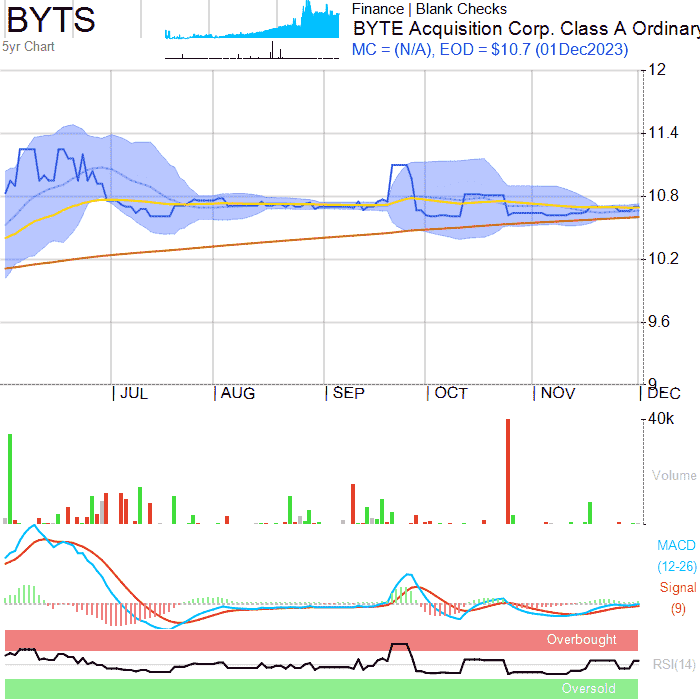 BYTS
5yr Chart
Finance | Blank Checks
BYTE Acquisition Corp. Class A Ordinary
MC = (N/A), EOD = $10.7 (01Dec2023)
12
11.4
10.8
10.2
9.6
9
JUL AUG SEP OCT NOV DEC
40k
Volume
MACD
(12-26)
Signal
(9)
Overbought
RSI(14)
Oversold